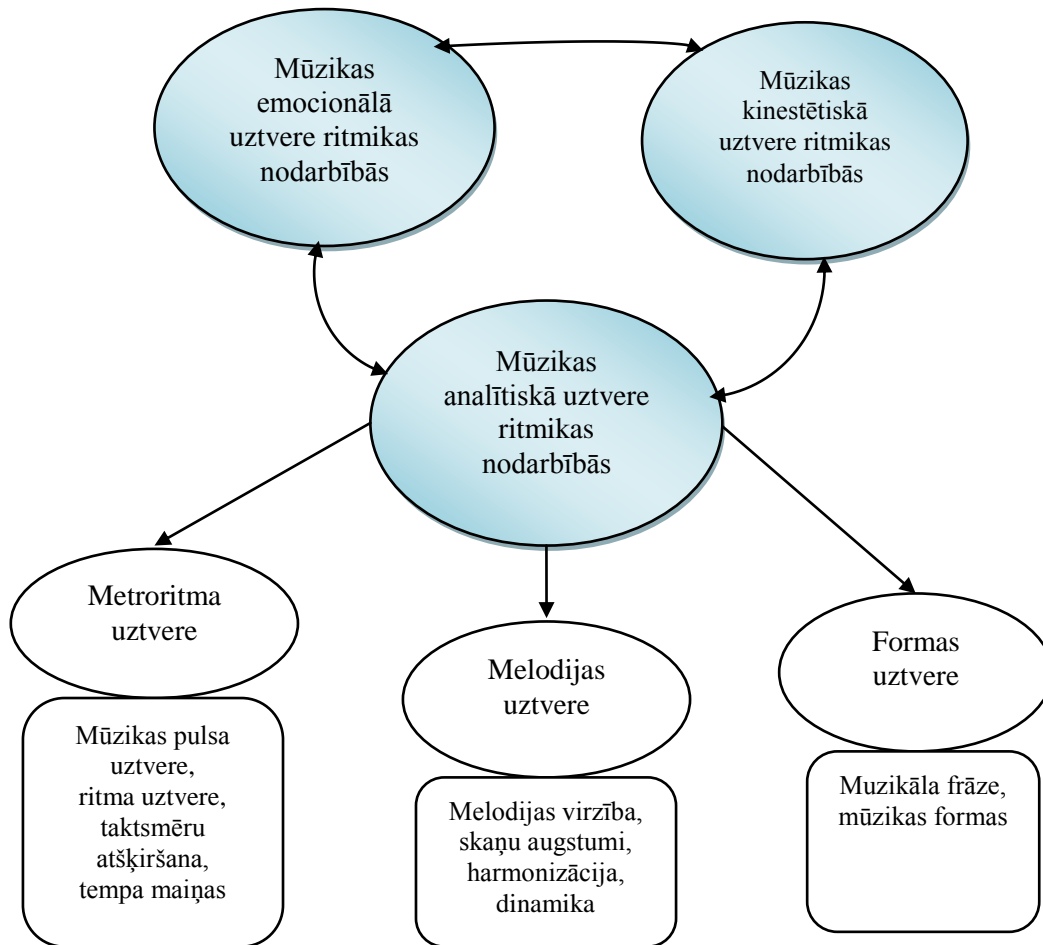 Mūzikas
emocionālā
uztvere ritmikas
nodarbībās
Mūzikas
kinestētiskā
uztvere ritmikas
nodarbībās
Mūzikas
analītiskā uztvere
ritmikas
nodarbībās
Metroritma
uztvere
Melodijas
uztvere
Formas
uztvere
Mūzikas pulsa
uztvere,
ritma uztvere,
taktsmēru
atšķiršana,
tempa maiņas
Melodijas virzība,
skaņu augstumi,
harmonizācija,
dinamika
Muzikāla frāze,
mūzikas formas